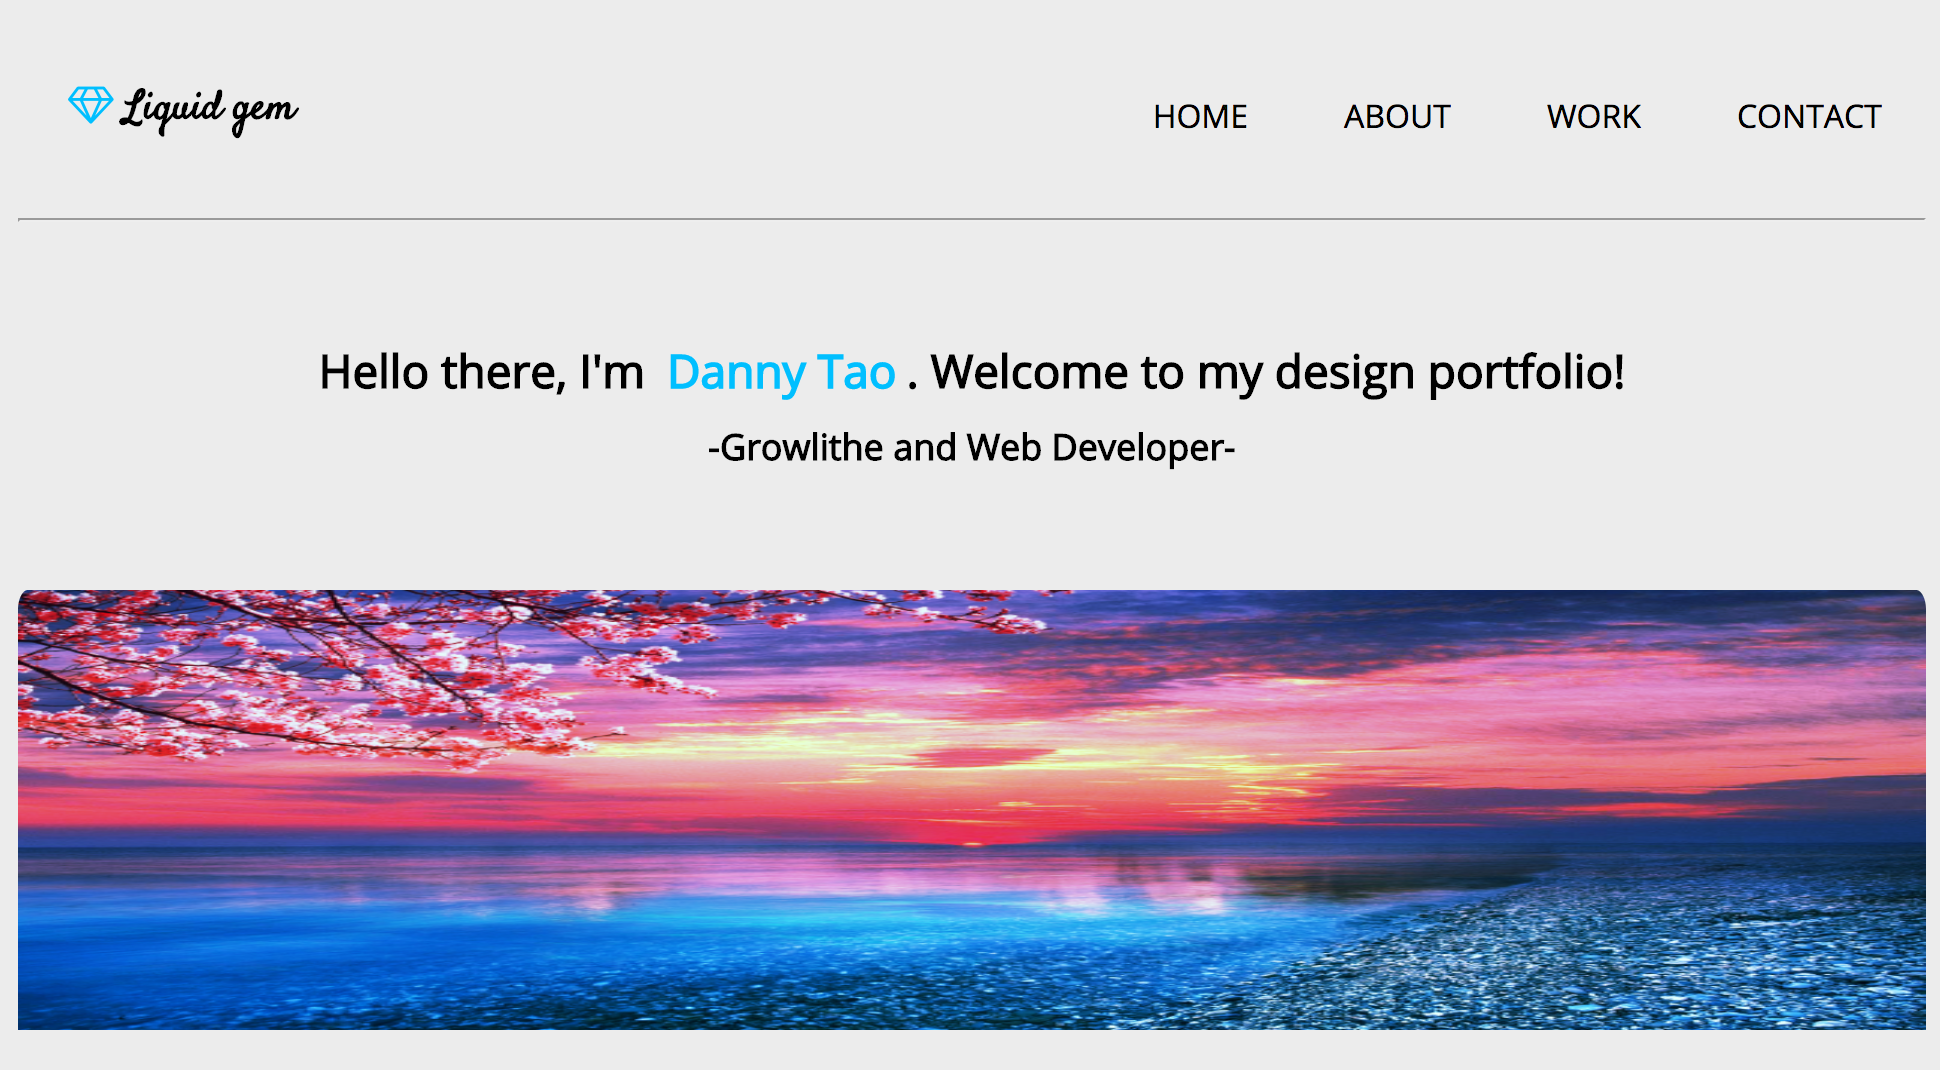 Liquid gem
HOME ABOUT WORK CONTACT
Hello there, I'm Danny Tao . Welcome to my design portfolio!
-Growlithe and Web Developer-